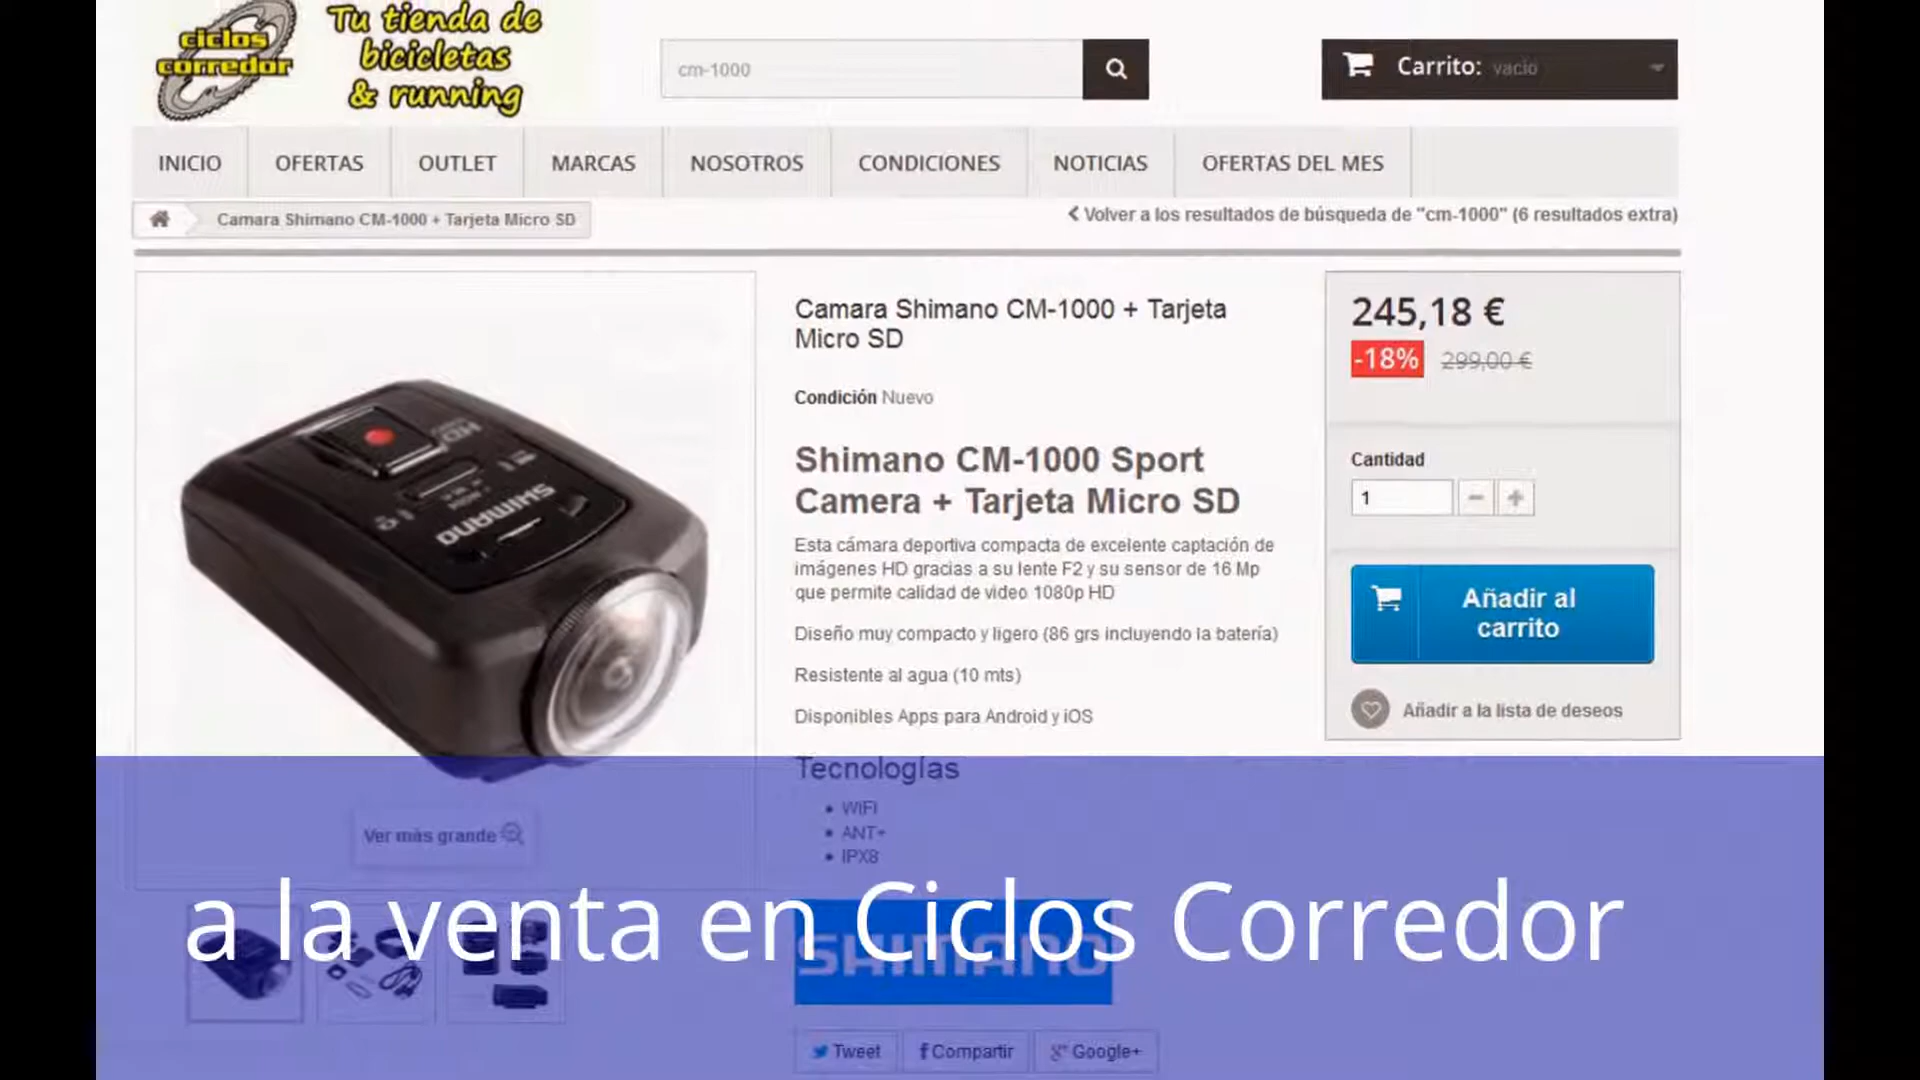 ciclos
corredor
Tu tienda de
bicicletas
& running
cm-1000
Carrito: vacío
INICIO
OFERTAS
OUTLET
MARCAS
NOSOTROS
CONDICIONES
NOTICIAS
OFERTAS DEL MES
Camara Shimano CM-1000 + Tarjeta Micro SD
Volver a los resultados de búsqueda de "cm-1000" (6 resultados extra)
SHIMANO
Ver más grande
Camara Shimano CM-1000 + Tarjeta
Micro SD
Condición Nuevo
Shimano CM-1000 Sport
Camera + Tarjeta Micro SD
Esta cámara deportiva compacta de excelente captación de
imágenes HD gracias a su lente F2 y su sensor de 16 Mp
que permite calidad de video 1080p HD
Diseño muy compacto y ligero (86 grs incluyendo la batería)
Resistente al agua (10 mts)
Disponibles Apps para Android y iOS
Tecnologías
WIFI
ANT+
IPX8
SHIMANO
Tweet
Compartir
Google+
245,18 €
-18% 299,00 €
Cantidad
1
Añadir al
carrito
Añadir a la lista de deseos
a la venta en Ciclos Corredor